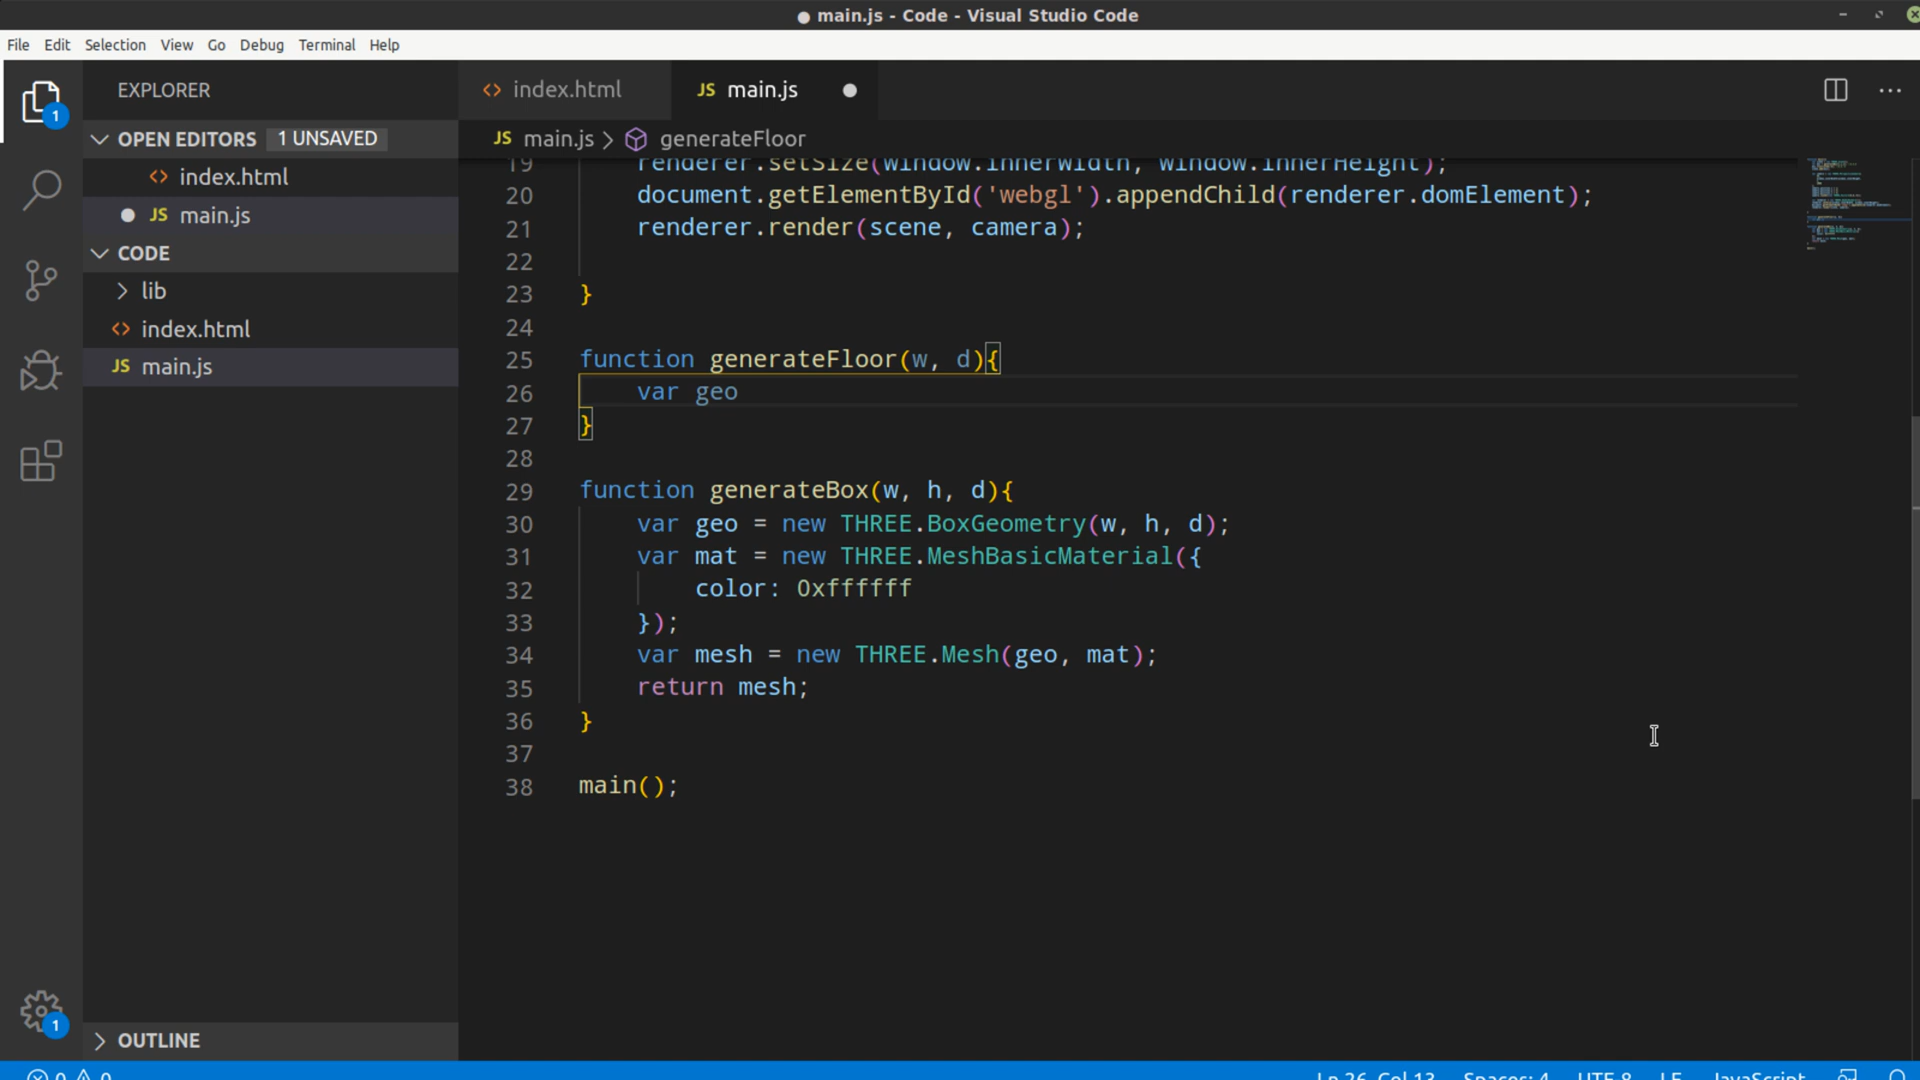 main.js - Code - Visual Studio Code
File Edit Selection View Go Debug Terminal Help
EXPLORER
OPEN EDITORS 1 UNSAVED
<> index.html
JS main.js
CODE
lib
<> index.html
JS main.js
OUTLINE
1
1
<> index.html JS main.js
JS main.js > generateFloor
19 renderer.setSize(window.innerWidth, window.innerHeight);
20 document.getElementById('webgl').appendChild(renderer.domElement);
21 renderer.render(scene, camera);
22
23 }
24
25 function generateFloor(w, d){
26 var geo
27 }
28
29 function generateBox(w, h, d){
30 var geo = new THREE.BoxGeometry(w, h, d);
31 var mat = new THREE.MeshBasicMaterial({
32 color: 0xffffff
33 });
34 var mesh = new THREE.Mesh(geo, mat);
35 return mesh;
36 }
37
38 main();
0 0 Ln 26, Col 13 Spaces: 4 UTF-8 LF JavaScript